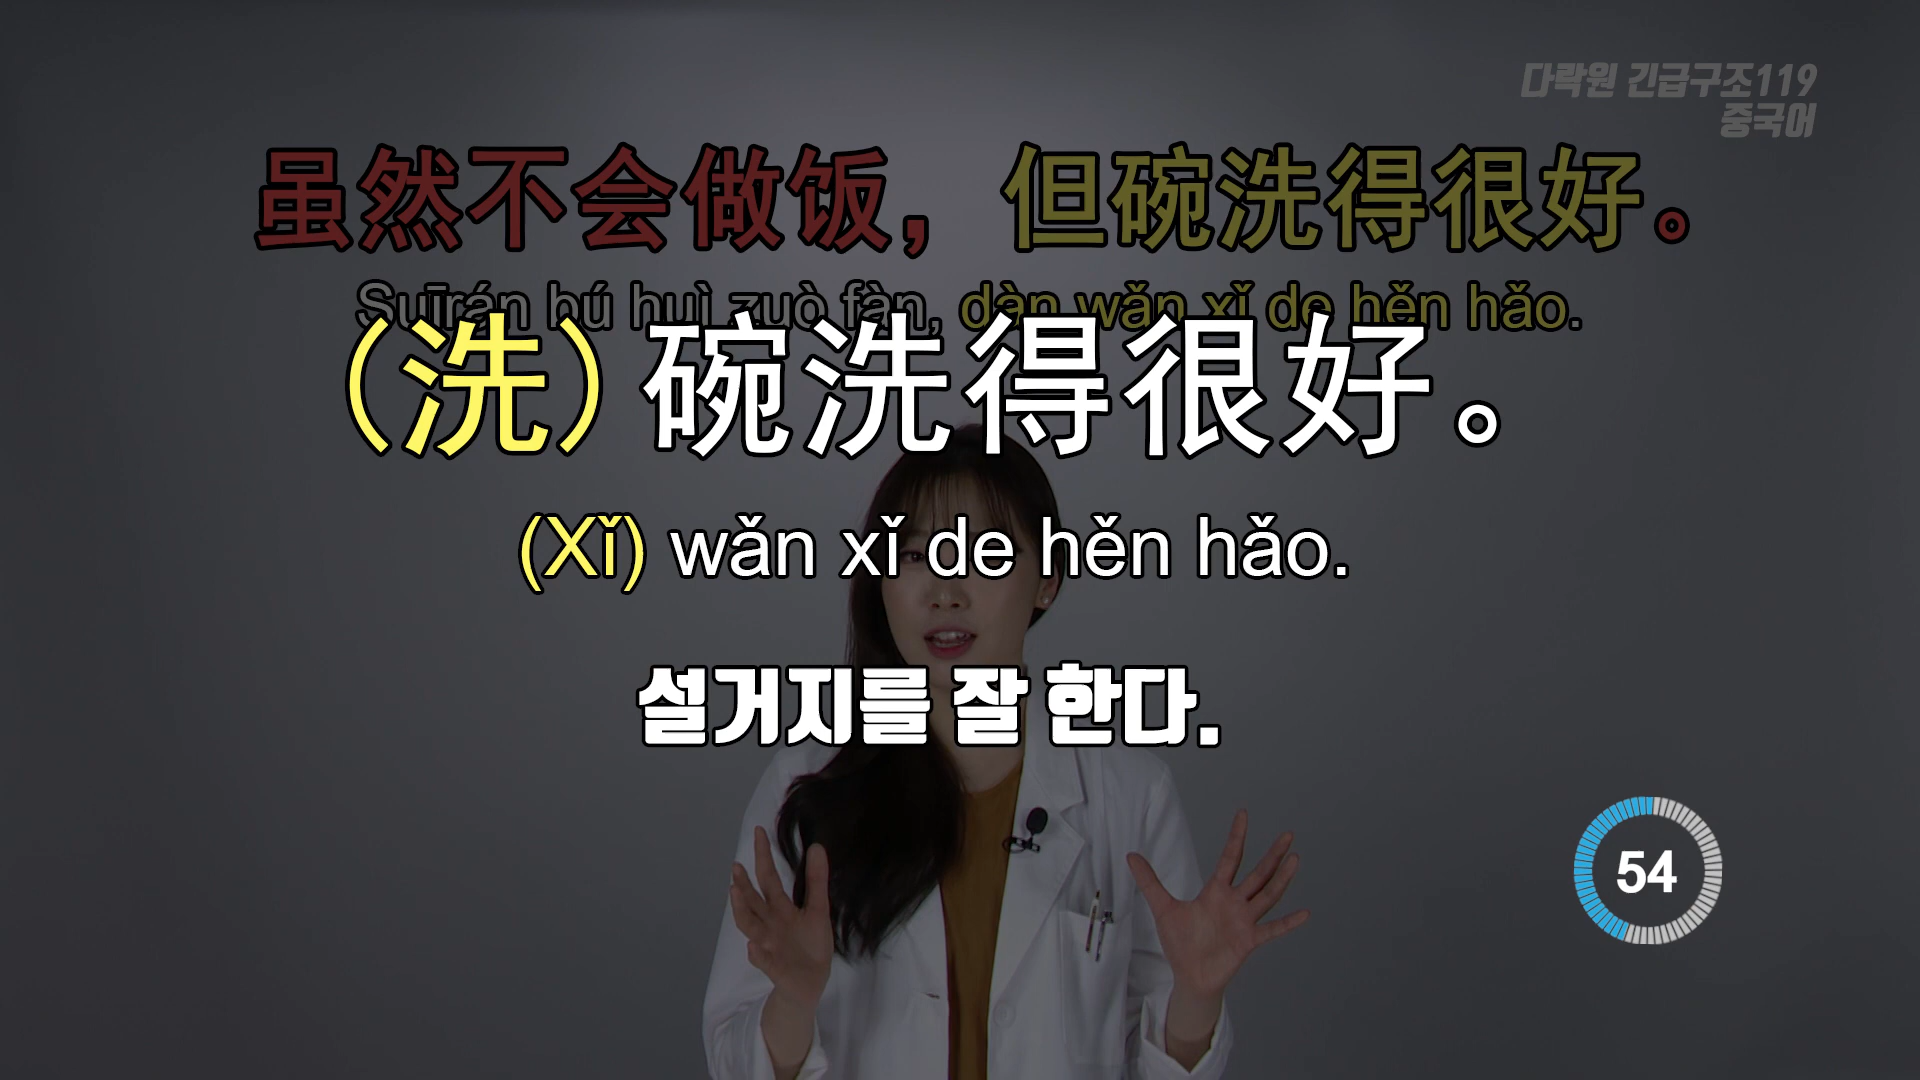 다락원 긴급구조119
중국어
虽然不会做饭，但碗洗得很好。
Suīrán bú huì zuò fàn, dàn wǎn xǐ de hěn hǎo.
(洗) 碗洗得很好。
(Xǐ) wǎn xǐ de hěn hǎo.
설거지를 잘 한다.
54